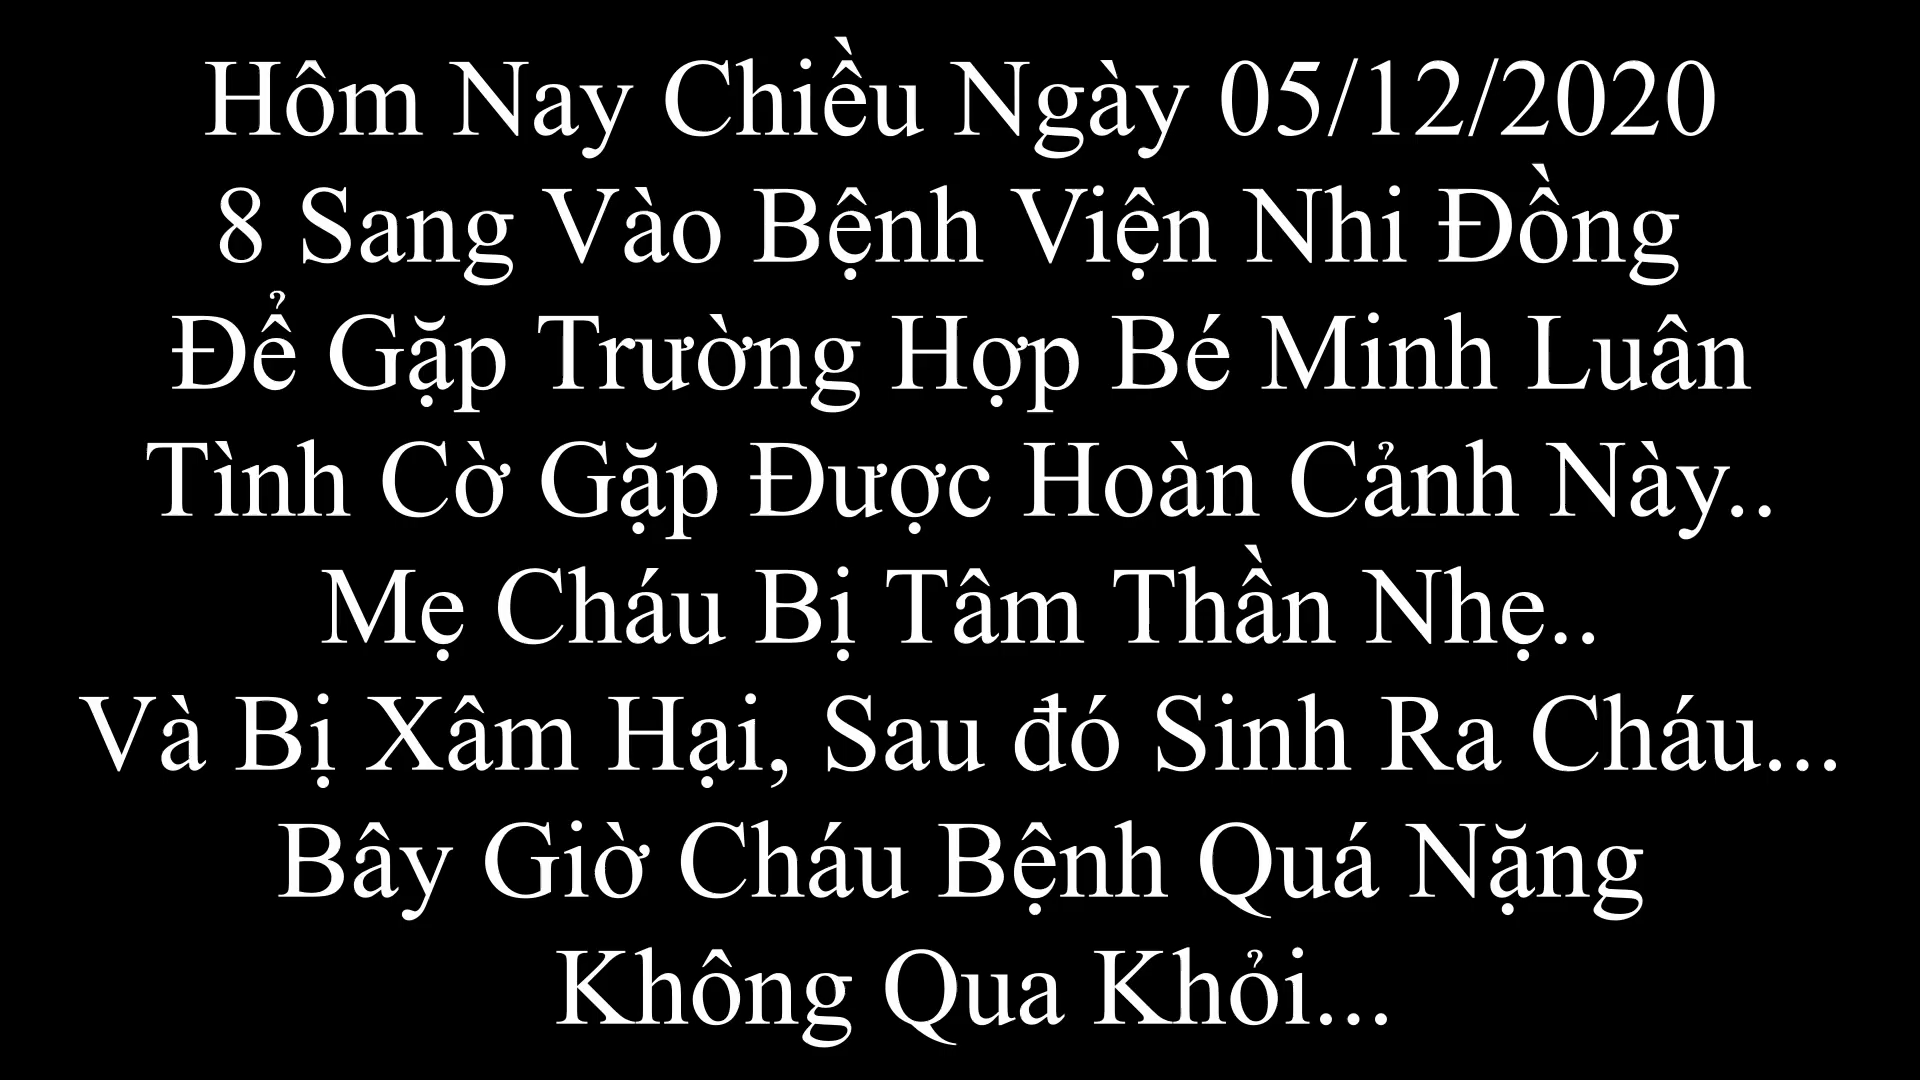 Hôm Nay Chiều Ngày 05/12/2020
8 Sang Vào Bệnh Viện Nhi Đồng
Để Gặp Trường Hợp Bé Minh Luân
Tình Cờ Gặp Được Hoàn Cảnh Này..
Mẹ Cháu Bị Tâm Thần Nhẹ..
Và Bị Xâm Hại, Sau đó Sinh Ra Cháu...
Bây Giờ Cháu Bệnh Quá Nặng
Không Qua Khỏi...